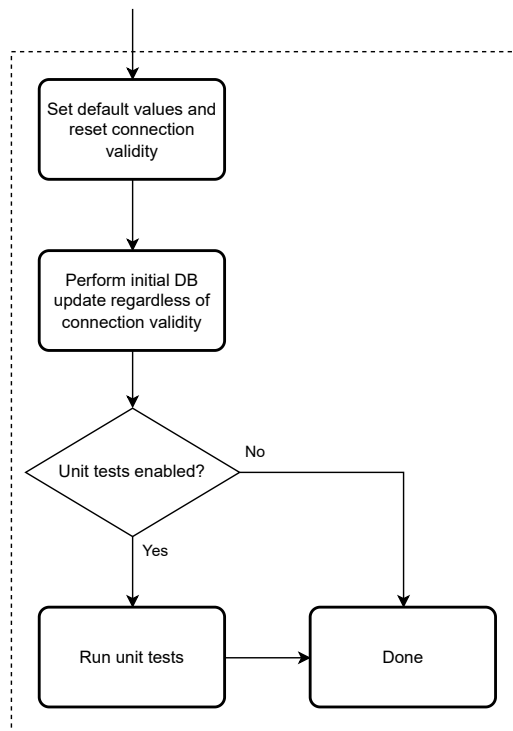 Set default values and
reset connection
validity
Perform initial DB
update regardless of
connection validity
Unit tests enabled?
No
Yes
Run unit tests
Done